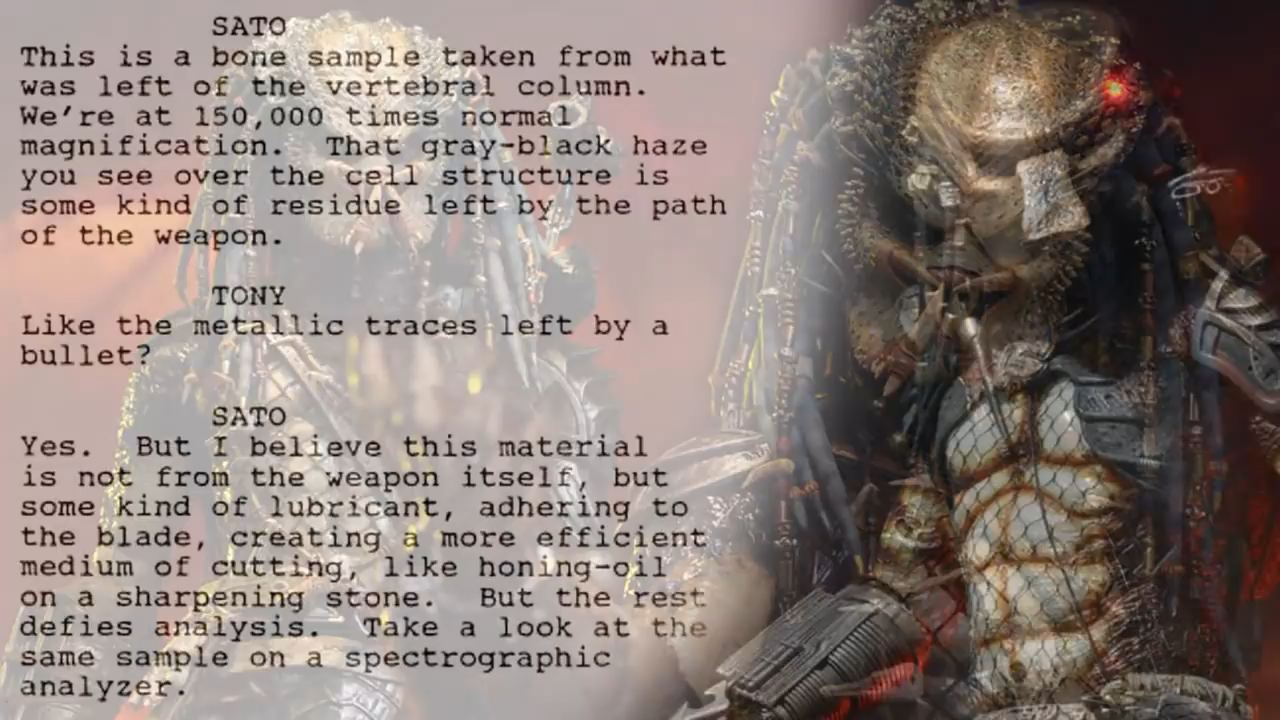 SATO
This is a bone sample taken from what
was left of the vertebral column.
We're at 150,000 times normal
magnification. That gray-black haze
you see over the cell structure is
some kind of residue left by the path
of the weapon.
TONY
Like the metallic traces left by a
bullet?
SATO
Yes. But I believe this material
is not from the weapon itself, but
some kind of lubricant, adhering to
the blade, creating a more efficient
medium of cutting, like honing-oil
on a sharpening stone. But the rest
defies analysis. Take a look at the
same sample on a spectrographic
analyzer.